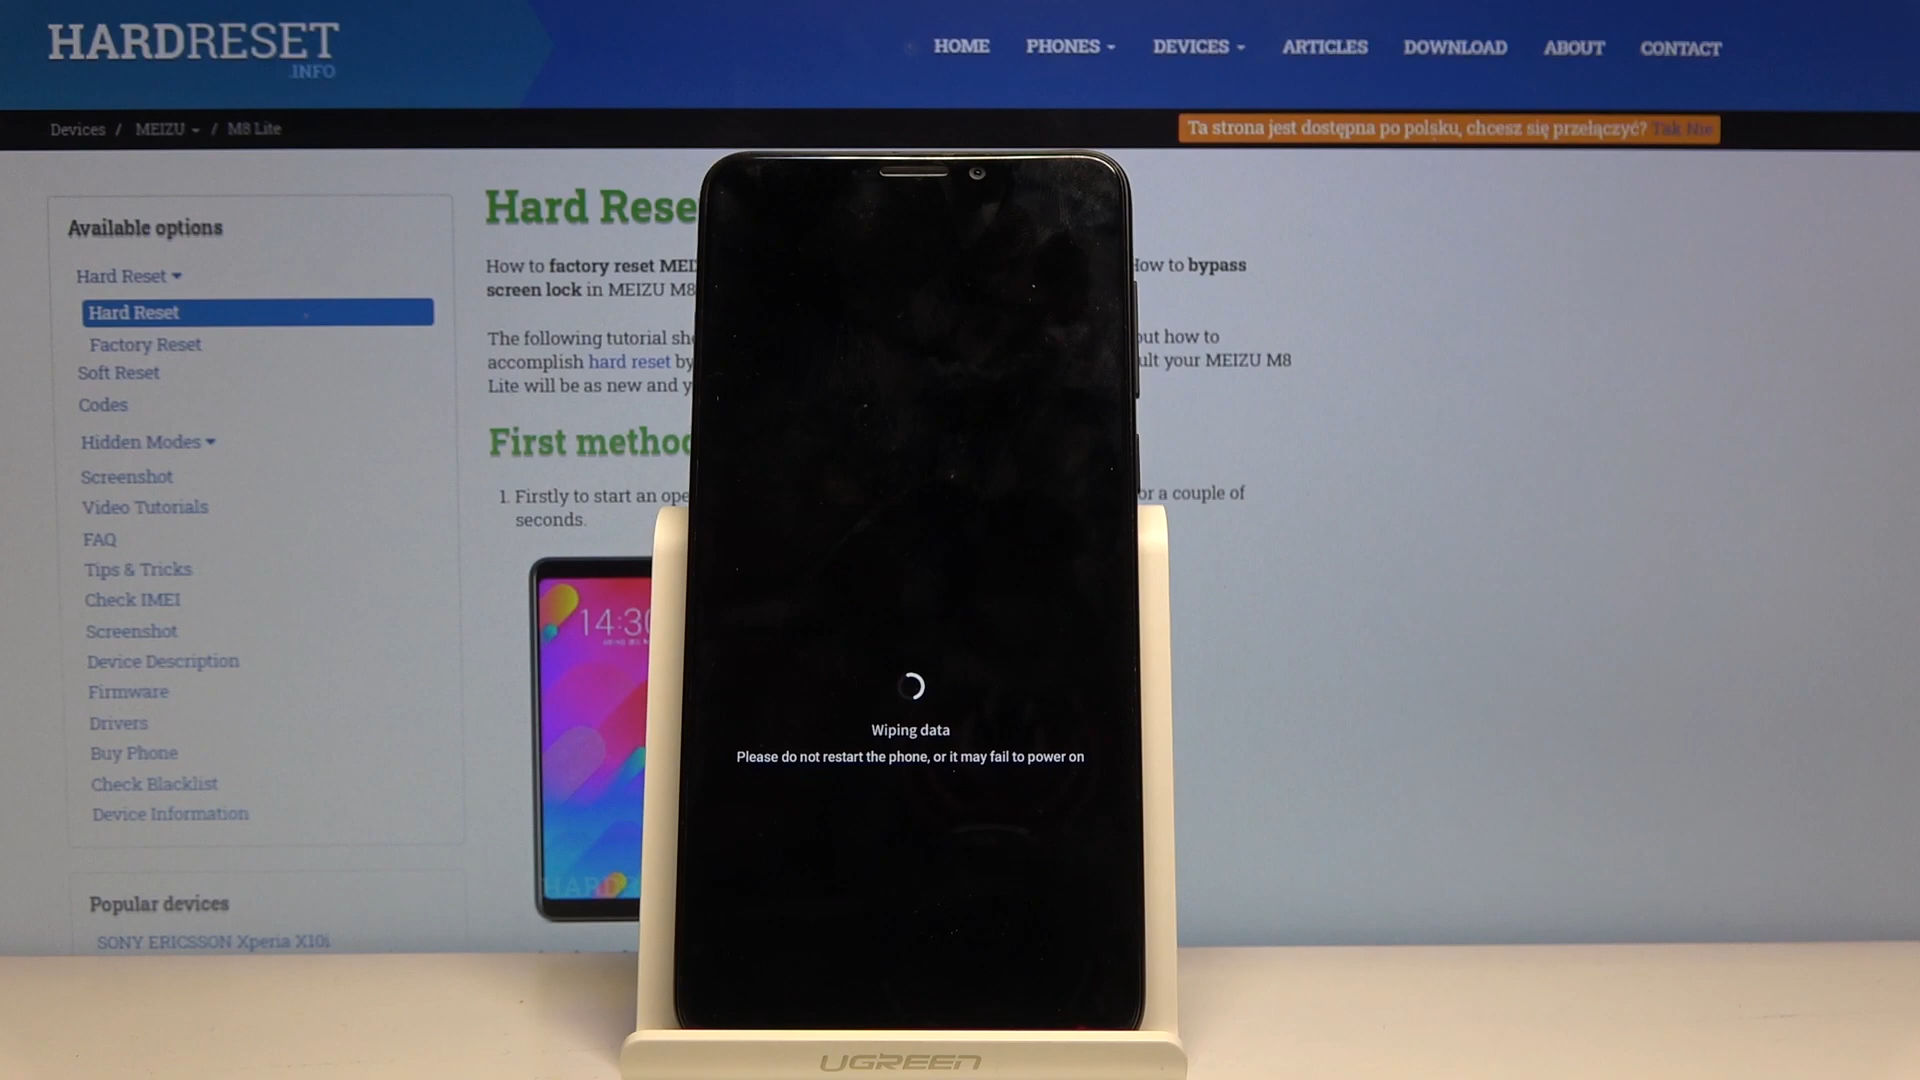 HARDRESET
.INFO
HOME PHONES DEVICES ARTICLES DOWNLOAD ABOUT CONTACT
Devices / MEIZU / M8 Lite
Ta strona jest dostępna po polsku, chcesz się przełączyć? Tak Nie
Available options
Hard Reset
Hard Reset
Factory Reset
Soft Reset
Codes
Hidden Modes
Screenshot
Video Tutorials
FAQ
Tips & Tricks
Check IMEI
Screenshot
Device Description
Firmware
Drivers
Buy Phone
Check Blacklist
Device Information
Popular devices
SONY ERICSSON Xperia X10i
Hard Rese
How to factory reset MEI
How to bypass
screen lock in MEIZU M8
The following tutorial sh
out how to
accomplish hard reset by
ult your MEIZU M8
Lite will be as new and y
First metho
1. Firstly to start an ope
or a couple of
seconds.
14:30
HARD
Wiping data
Please do not restart the phone, or it may fail to power on
UGREEN